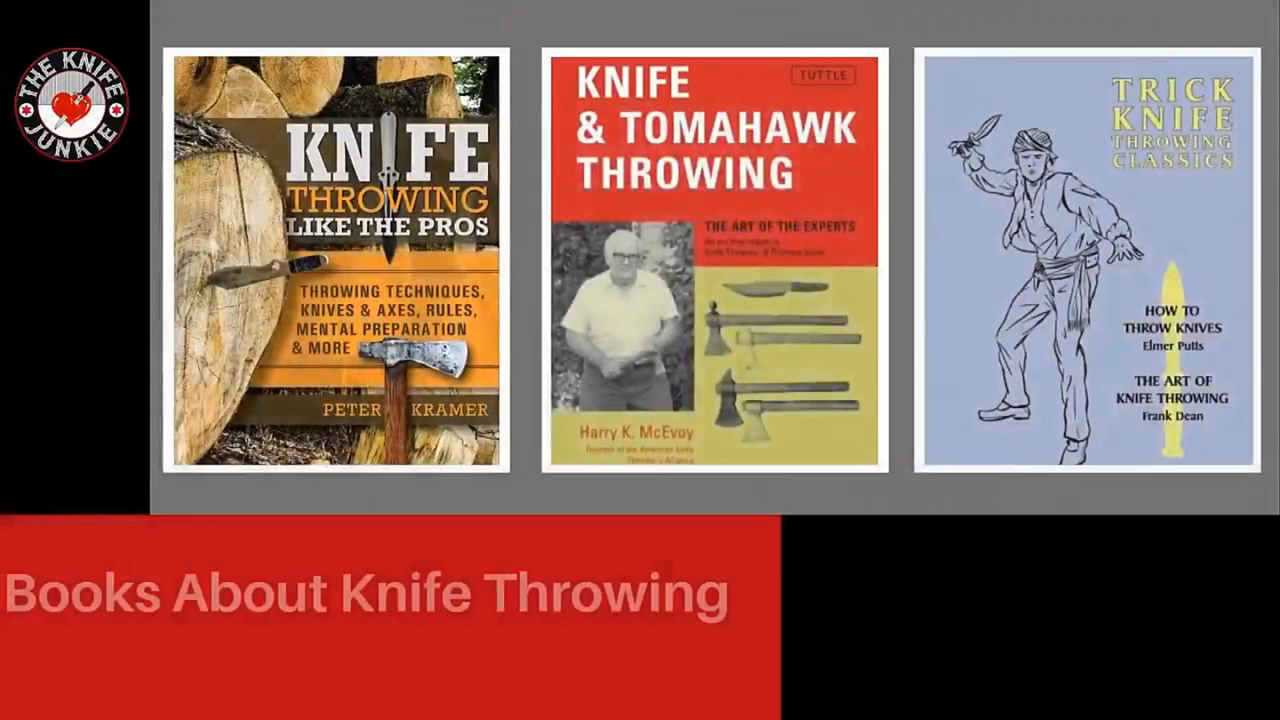 THE KNIFE
JUNKIE
KNIFE
THROWING
LIKE THE PROS
THROWING TECHNIQUES,
KNIVES & AXES, RULES,
MENTAL PREPARATION
& MORE
PETER KRAMER
TUTTLE
KNIFE
& TOMAHAWK
THROWING
THE ART OF THE EXPERTS
Harry K. McEvoy
TRICK
KNIFE
THROWING
CLASSICS
HOW TO
THROW KNIVES
Elmer Putts
THE ART OF
KNIFE THROWING
Frank Dean
Books About Knife Throwing